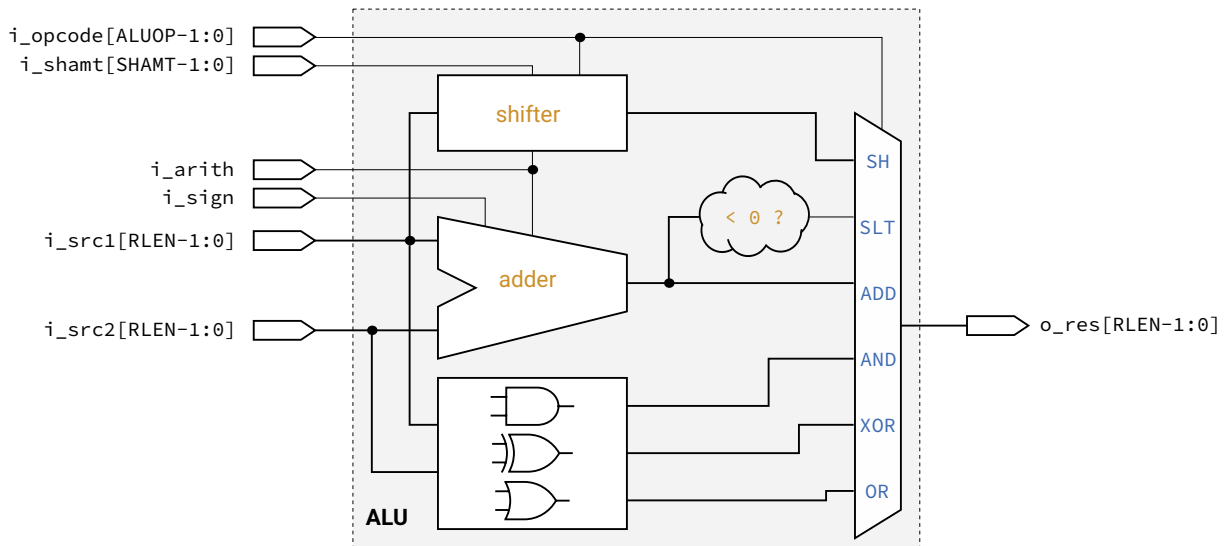 i_opcode[ALUOP-1:0]
i_shamt[SHAMT-1:0]
shifter
SH
i_arith
i_sign
< 0 ?
SLT
i_src1[RLEN-1:0]
adder
ADD
i_src2[RLEN-1:0]
o_res[RLEN-1:0]
AND
XOR
OR
ALU